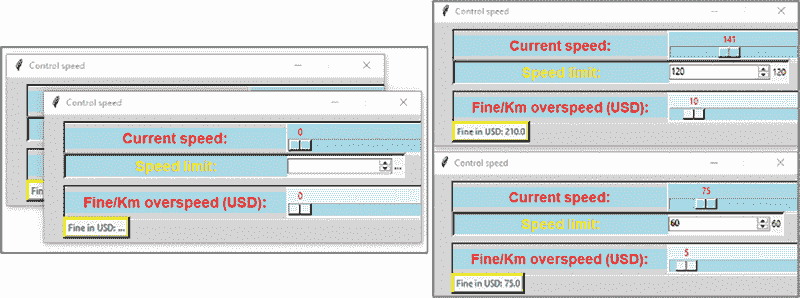 Control speed
Control speed
Current speed:
0
Speed limit:
...
Fine/Km overspeed (USD):
0
Fine in USD: ...
Control speed
Current speed:
141
Speed limit:
120
120
Fine/Km overspeed (USD):
10
Fine in USD: 210.0
Control speed
Current speed:
75
Speed limit:
60
60
Fine/Km overspeed (USD):
5
Fine in USD: 75.0